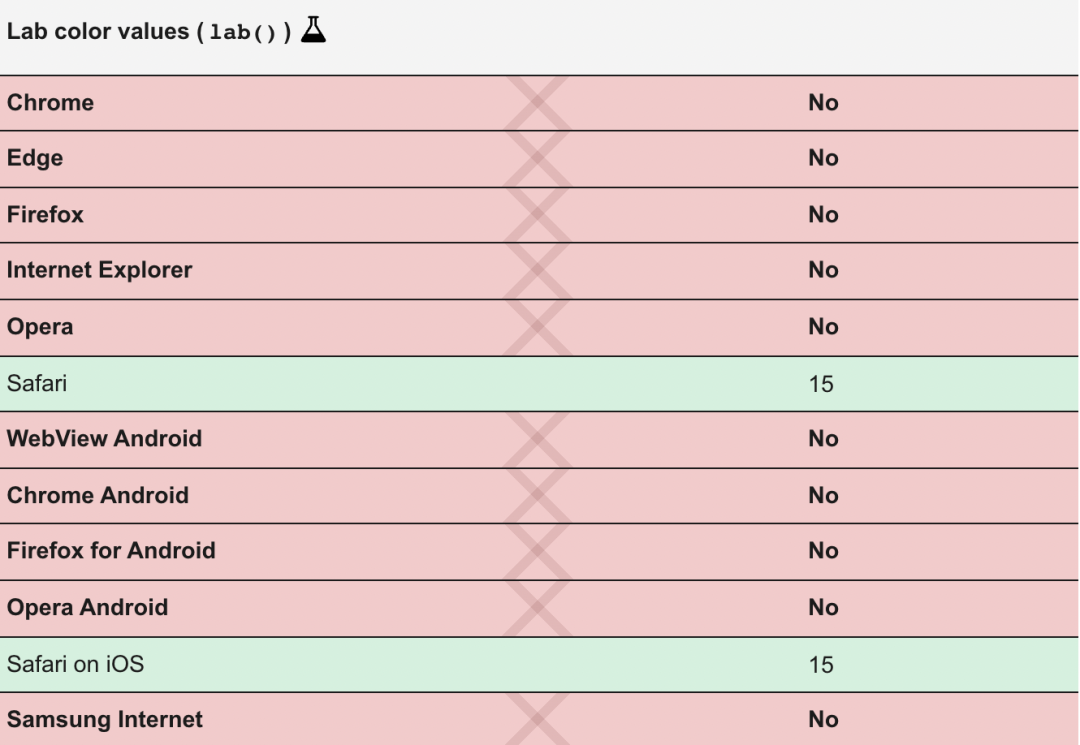 Lab color values (lab())
Chrome No
Edge No
Firefox No
Internet Explorer No
Opera No
Safari 15
WebView Android No
Chrome Android No
Firefox for Android No
Opera Android No
Safari on iOS 15
Samsung Internet No